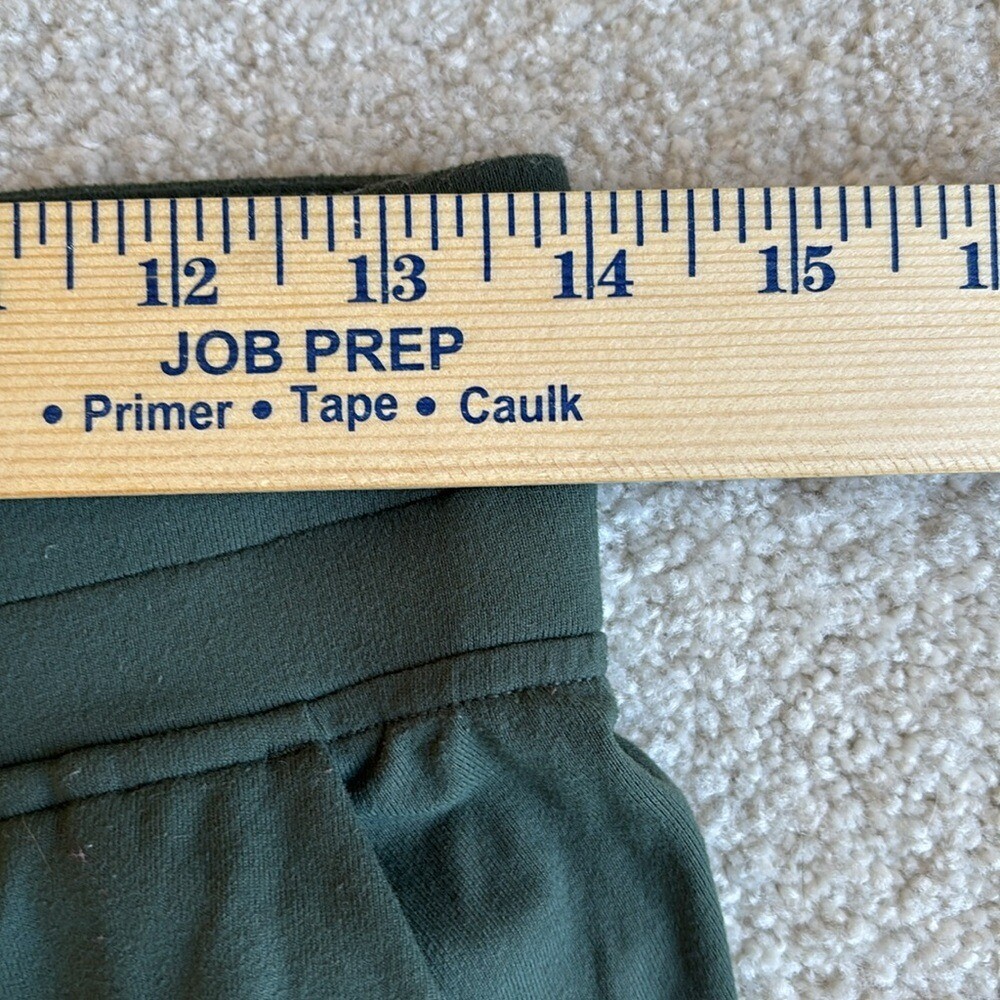 12 13 14 15
JOB PREP
• Primer • Tape • Caulk